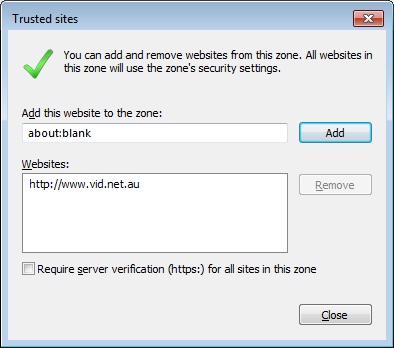 Trusted sites
You can add and remove websites from this zone. All websites in
this zone will use the zone's security settings.
Add this website to the zone:
about:blank
Add
Websites:
http://www.vid.net.au
Remove
Require server verification (https:) for all sites in this zone
Close